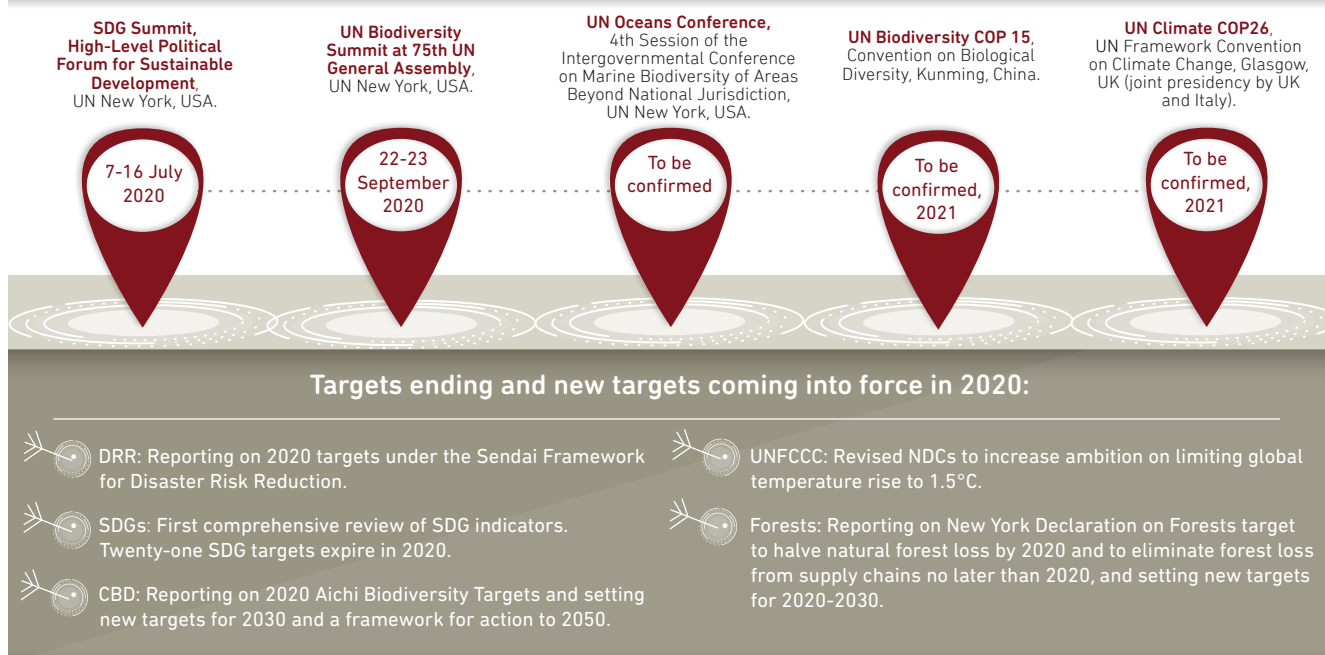 SDG Summit,
High-Level Political
Forum for Sustainable
Development,
UN New York, USA.
7-16 July
2020
UN Biodiversity
Summit at 75th UN
General Assembly,
UN New York, USA.
22-23
September
2020
UN Oceans Conference,
4th Session of the
Intergovernmental Conference
on Marine Biodiversity of Areas
Beyond National Jurisdiction,
UN New York, USA.
To be
confirmed
UN Biodiversity COP 15,
Convention on Biological
Diversity, Kunming, China.
To be
confirmed,
2021
UN Climate COP26,
UN Framework Convention
on Climate Change, Glasgow,
UK (joint presidency by UK
and Italy).
To be
confirmed,
2021
Targets ending and new targets coming into force in 2020:
DRR: Reporting on 2020 targets under the Sendai Framework
for Disaster Risk Reduction.
SDGs: First comprehensive review of SDG indicators.
Twenty-one SDG targets expire in 2020.
CBD: Reporting on 2020 Aichi Biodiversity Targets and setting
new targets for 2030 and a framework for action to 2050.
UNFCCC: Revised NDCs to increase ambition on limiting global
temperature rise to 1.5°C.
Forests: Reporting on New York Declaration on Forests target
to halve natural forest loss by 2020 and to eliminate forest loss
from supply chains no later than 2020, and setting new targets
for 2020-2030.